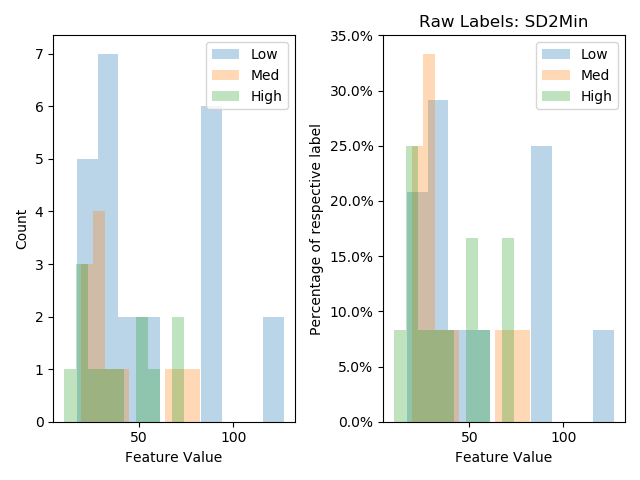 Raw Labels: SD2Min
7
6
5
4
3
2
1
0
Count
50
100
Feature Value
Low
Med
High
35.0%
30.0%
25.0%
20.0%
15.0%
10.0%
5.0%
0.0%
Percentage of respective label
50
100
Feature Value
Low
Med
High